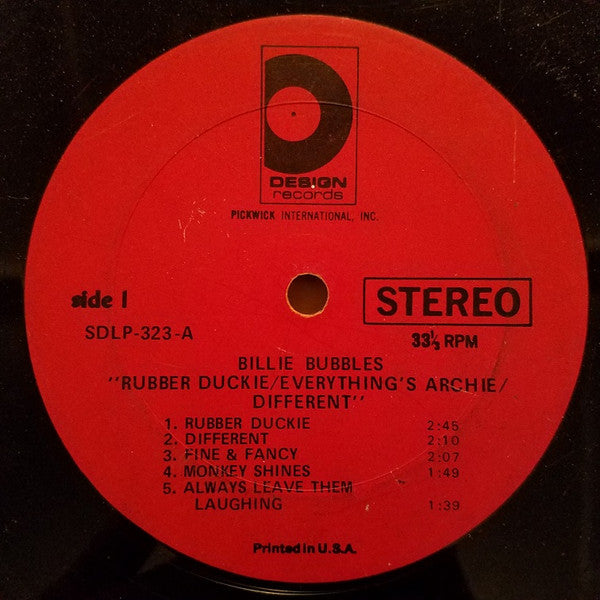 DESIGN
records
PICKWICK INTERNATIONAL, INC.
side 1
STEREO
SDLP-323-A
33⅓ RPM
BILLIE BUBBLES
"RUBBER DUCKIE/EVERYTHING'S ARCHIE/
DIFFERENT"
1. RUBBER DUCKIE 2:45
2. DIFFERENT 2:10
3. FINE & FANCY 2:07
4. MONKEY SHINES 1:49
5. ALWAYS LEAVE THEM
LAUGHING 1:39
Printed in U.S.A.